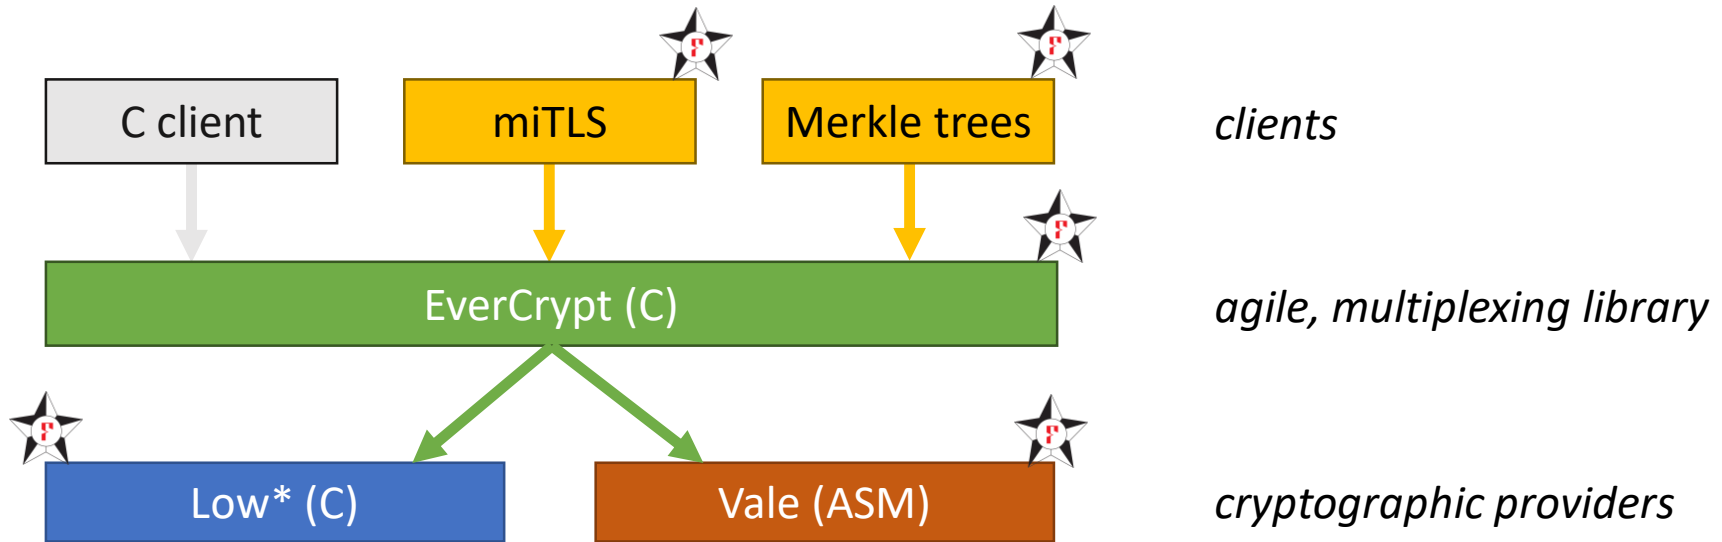 C client
miTLS
Merkle trees
clients
EverCrypt (C)
agile, multiplexing library
Low* (C)
Vale (ASM)
cryptographic providers
F
F
F
F
F